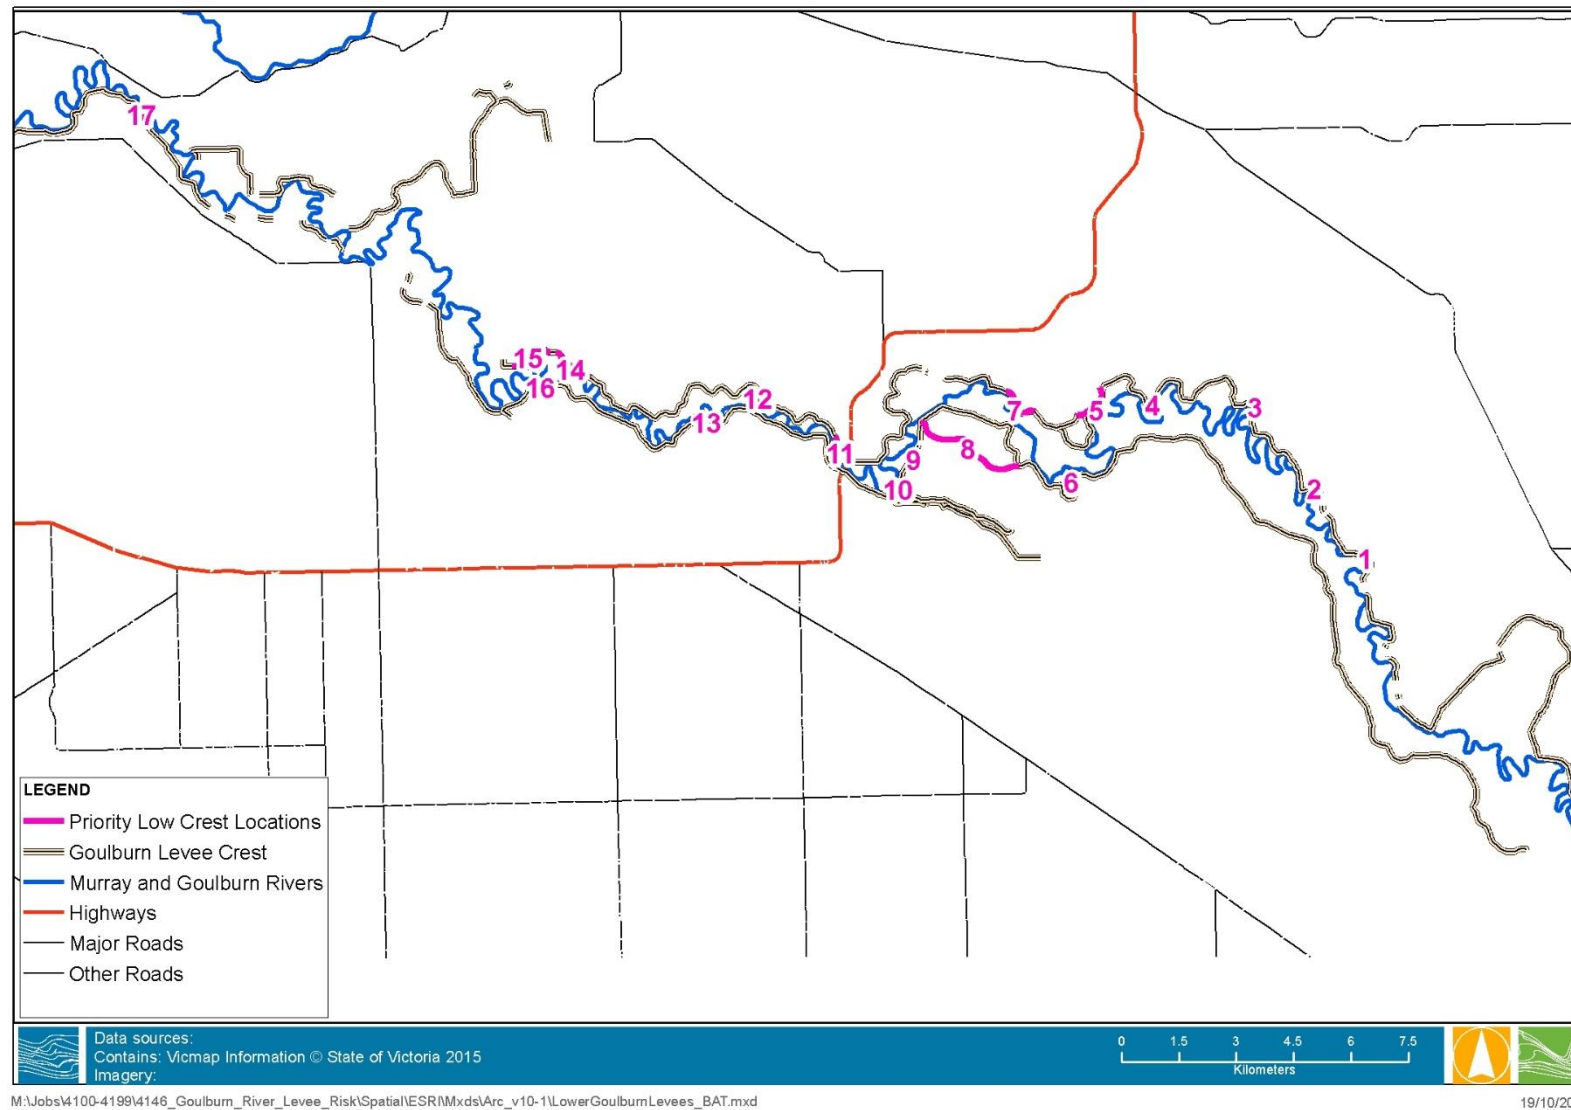 17
15
14
16
12
13
11
7
5
4
3
8
9
10
6
2
1
LEGEND
Priority Low Crest Locations
Goulburn Levee Crest
Murray and Goulburn Rivers
Highways
Major Roads
Other Roads
Data sources:
Contains: Vicmap Information © State of Victoria 2015
Imagery:
0 1.5 3 4.5 6 7.5
Kilometers
M:\Jobs\4100-4199\4146_Goulburn_River_Levee_Risk\Spatial\ESRI\Mxds\Arc_v10-1\LowerGoulburnLevees_BAT.mxd
19/10/20